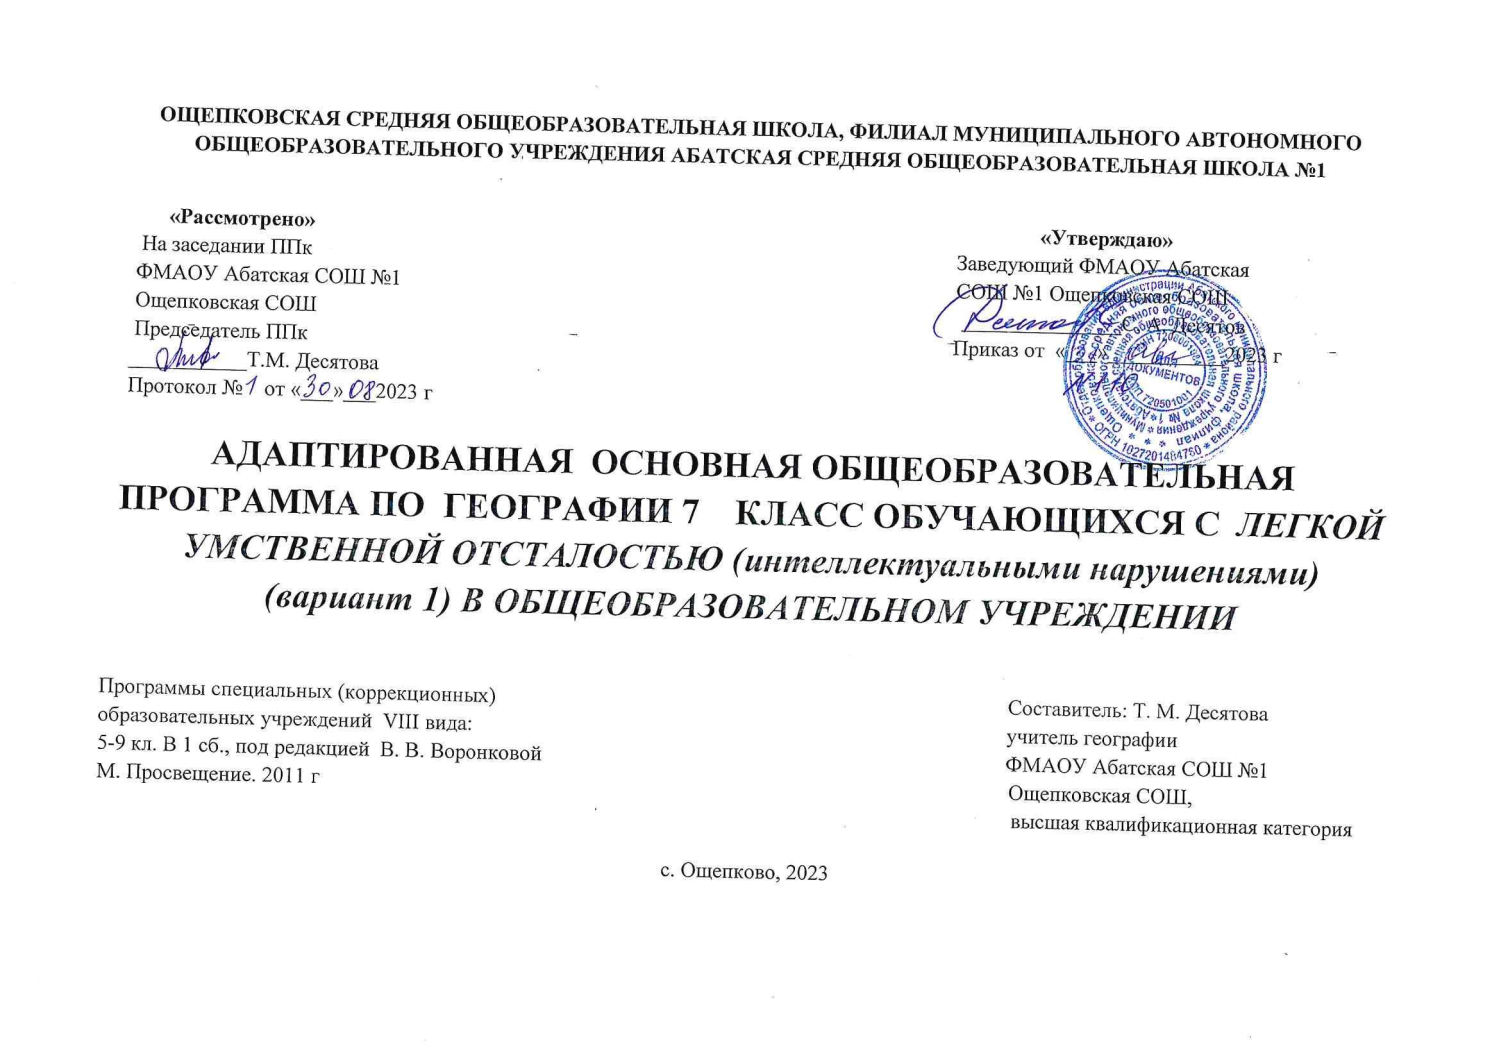 ОЩЕПКОВСКАЯ СРЕДНЯЯ ОБЩЕОБРАЗОВАТЕЛЬНАЯ ШКОЛА, ФИЛИАЛ МУНИЦИПАЛЬНОГО АВТОНОМНОГО
ОБЩЕОБРАЗОВАТЕЛЬНОГО УЧРЕЖДЕНИЯ АБАТСКАЯ СРЕДНЯЯ ОБЩЕОБРАЗОВАТЕЛЬНАЯ ШКОЛА №1
«Рассмотрено»
На заседании ППк
ФМАОУ Абатская СОШ №1
Ощепковская СОШ
Председатель ППк
Т.М. Десятова
Протокол №1 от «30» 08 2023 г
«Утверждаю»
Заведующий ФМАОУ Абатская
СОШ №1 Ощепковская СОШ
А. Десятов
Приказ от « » 2023 г
ДОКУМЕНТОВ
ОГРН 1027201484760
АДАПТИРОВАННАЯ ОСНОВНАЯ ОБЩЕОБРАЗОВАТЕЛЬНАЯ
ПРОГРАММА ПО ГЕОГРАФИИ 7 КЛАСС ОБУЧАЮЩИХСЯ С ЛЕГКОЙ
УМСТВЕННОЙ ОТСТАЛОСТЬЮ (интеллектуальными нарушениями)
(вариант 1) В ОБЩЕОБРАЗОВАТЕЛЬНОМ УЧРЕЖДЕНИИ
Программы специальных (коррекционных)
образовательных учреждений VIII вида:
5-9 кл. В 1 сб., под редакцией В. В. Воронковой
М. Просвещение. 2011 г
Составитель: Т. М. Десятова
учитель географии
ФМАОУ Абатская СОШ №1
Ощепковская СОШ,
высшая квалификационная категория
с. Ощепково, 2023